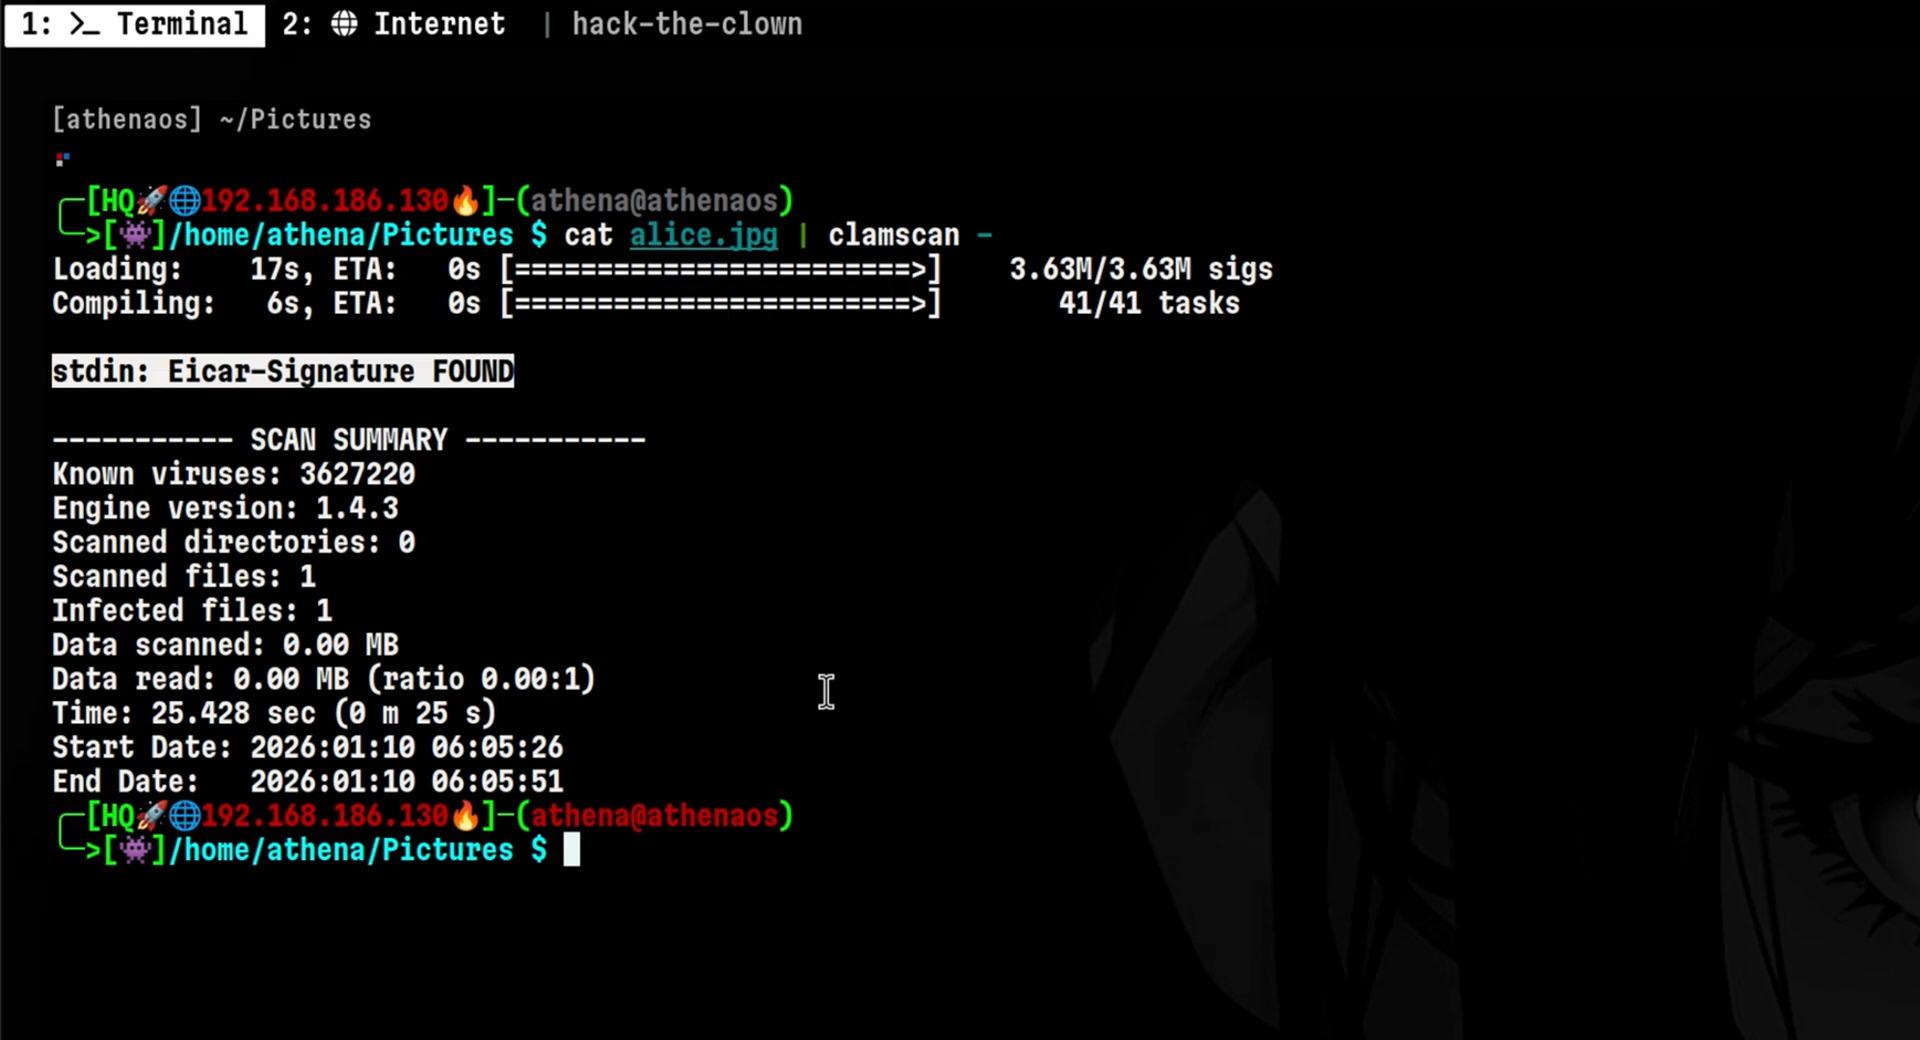 1: >_ Terminal 2: Internet | hack-the-clown
[athenaos] ~/Pictures
[HQ🚀🌐192.168.186.130🔥]-(athena@athenaos)
>[👾]/home/athena/Pictures $ cat alice.jpg | clamscan -
Loading: 17s, ETA: 0s [========================>] 3.63M/3.63M sigs
Compiling: 6s, ETA: 0s [========================>] 41/41 tasks
stdin: Eicar-Signature FOUND
----------- SCAN SUMMARY -----------
Known viruses: 3627220
Engine version: 1.4.3
Scanned directories: 0
Scanned files: 1
Infected files: 1
Data scanned: 0.00 MB
Data read: 0.00 MB (ratio 0.00:1)
Time: 25.428 sec (0 m 25 s)
Start Date: 2026:01:10 06:05:26
End Date: 2026:01:10 06:05:51
[HQ🚀🌐192.168.186.130🔥]-(athena@athenaos)
>[👾]/home/athena/Pictures $